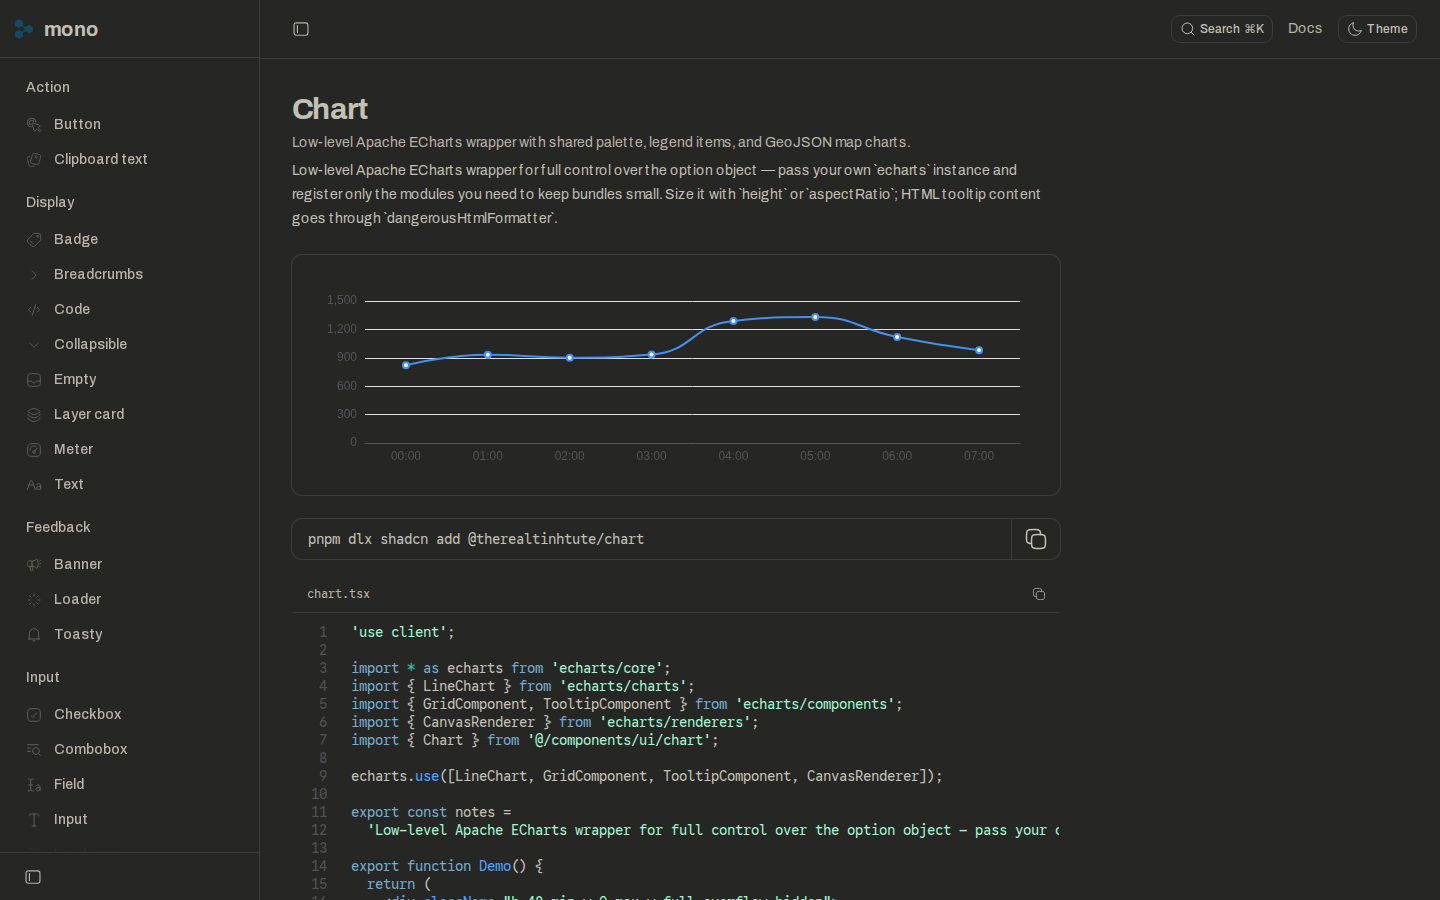 mono
Search ⌘K
Docs
Theme
Action
Button
Clipboard text
Display
Badge
Breadcrumbs
Code
Collapsible
Empty
Layer card
Meter
Text
Feedback
Banner
Loader
Toasty
Input
Checkbox
Combobox
Field
Input
Chart
Low-level Apache ECharts wrapper with shared palette, legend items, and GeoJSON map charts.
Low-level Apache ECharts wrapper for full control over the option object — pass your own `echarts` instance and
register only the modules you need to keep bundles small. Size it with `height` or `aspectRatio`; HTML tooltip content
goes through `dangerousHtmlFormatter`.
1,500
1,200
900
600
300
0
00:00 01:00 02:00 03:00 04:00 05:00 06:00 07:00
pnpm dlx shadcn add @therealtinhtute/chart
chart.tsx
1 'use client';
2
3 import * as echarts from 'echarts/core';
4 import { LineChart } from 'echarts/charts';
5 import { GridComponent, TooltipComponent } from 'echarts/components';
6 import { CanvasRenderer } from 'echarts/renderers';
7 import { Chart } from '@/components/ui/chart';
8
9 echarts.use([LineChart, GridComponent, TooltipComponent, CanvasRenderer]);
10
11 export const notes =
12 'Low-level Apache ECharts wrapper for full control over the option object — pass your
13
14 export function Demo() {
15 return (